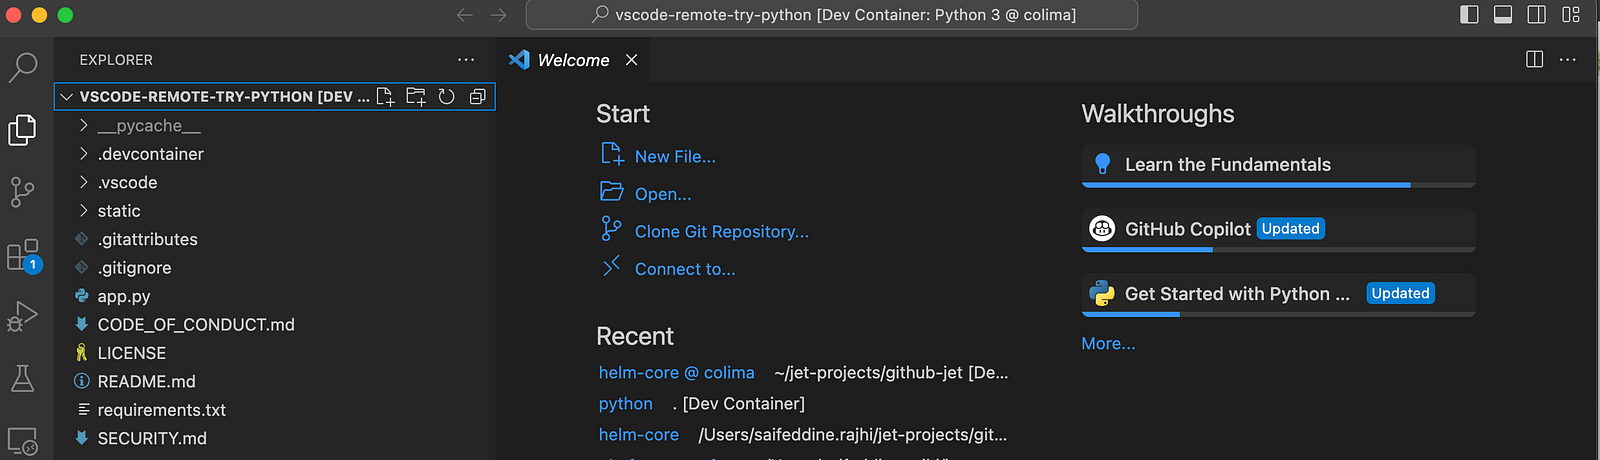 vscode-remote-try-python [Dev Container: Python 3 @ colima]
EXPLORER
VSCODE-REMOTE-TRY-PYTHON [DEV ...
__pycache__
.devcontainer
.vscode
static
.gitattributes
.gitignore
app.py
CODE_OF_CONDUCT.md
LICENSE
README.md
requirements.txt
SECURITY.md
1
Welcome
Start
New File...
Open...
Clone Git Repository...
Connect to...
Recent
helm-core @ colima ~/jet-projects/github-jet [De...
python . [Dev Container]
helm-core /Users/saifeddine.rajhi/jet-projects/git...
Walkthroughs
Learn the Fundamentals
GitHub Copilot Updated
Get Started with Python ... Updated
More...